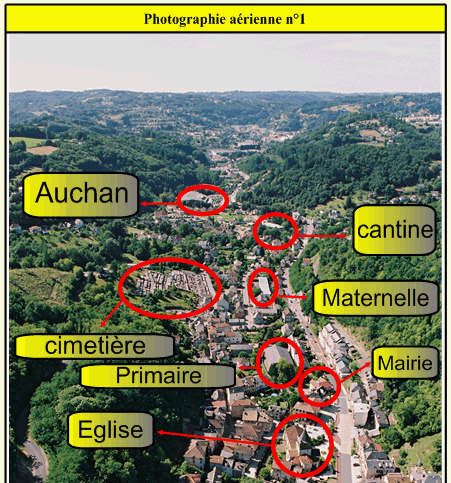 Photographie aérienne n°1
Auchan
cantine
Maternelle
cimetière
Primaire
Mairie
Eglise